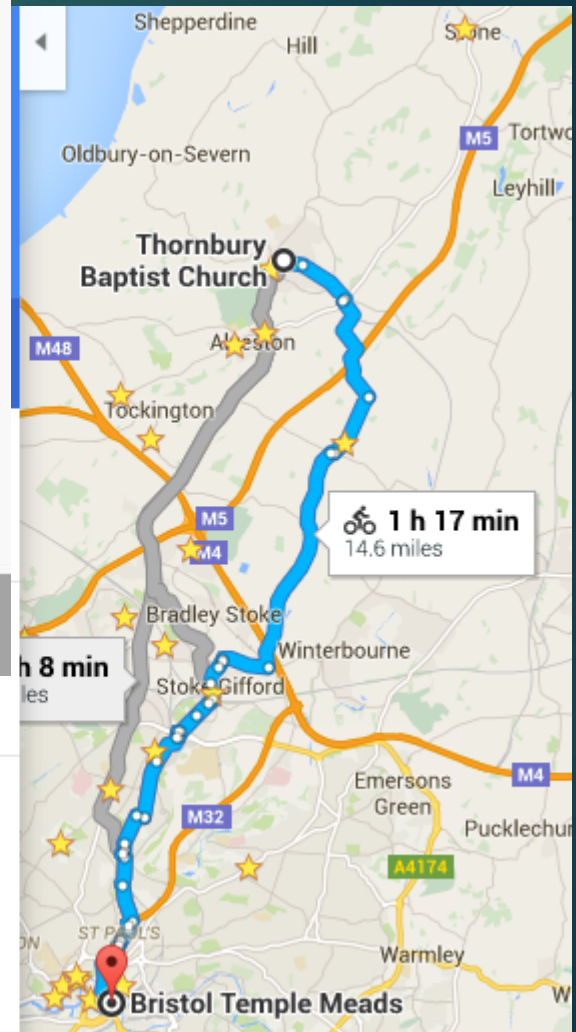 Shepperdine
Hill
Stone
M5
Tortwo
Oldbury-on-Severn
Leyhill
Thornbury
Baptist Church
M48
Alveston
Tockington
M5
M4
1 h 17 min
14.6 miles
Bradley Stoke
Winterbourne
h 8 min
les
Stoke Gifford
M4
Emersons
Green
M32
Pucklechur
A4174
ST PAUL'S
ON
Warmley
W
Bristol Temple Meads